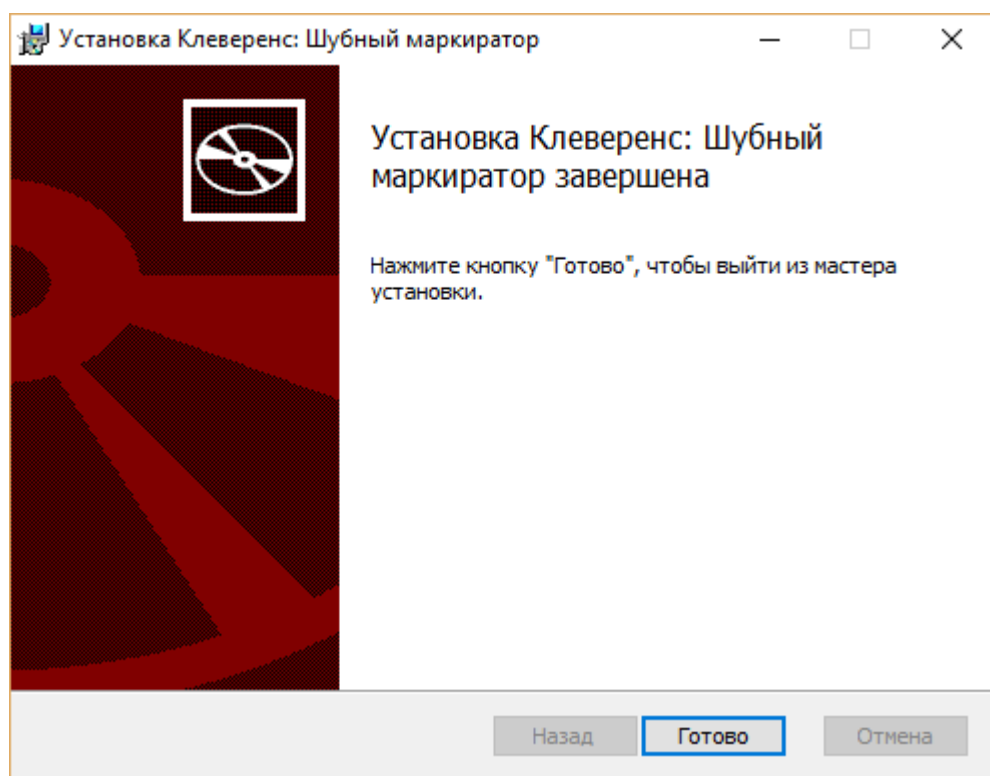 Установка Клеверенс: Шубный маркиратор
Установка Клеверенс: Шубный
маркиратор завершена
Нажмите кнопку "Готово", чтобы выйти из мастера
установки.
Назад
Готово
Отмена